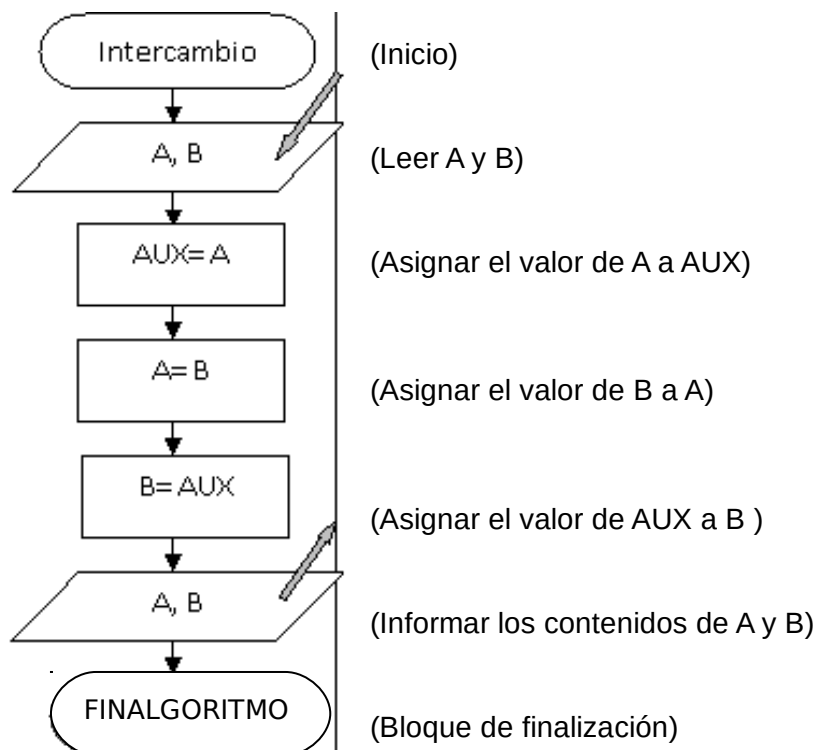 Intercambio (Inicio)
A, B (Leer A y B)
AUX= A (Asignar el valor de A a AUX)
A= B (Asignar el valor de B a A)
B= AUX (Asignar el valor de AUX a B )
A, B (Informar los contenidos de A y B)
FINALGORITMO (Bloque de finalización)